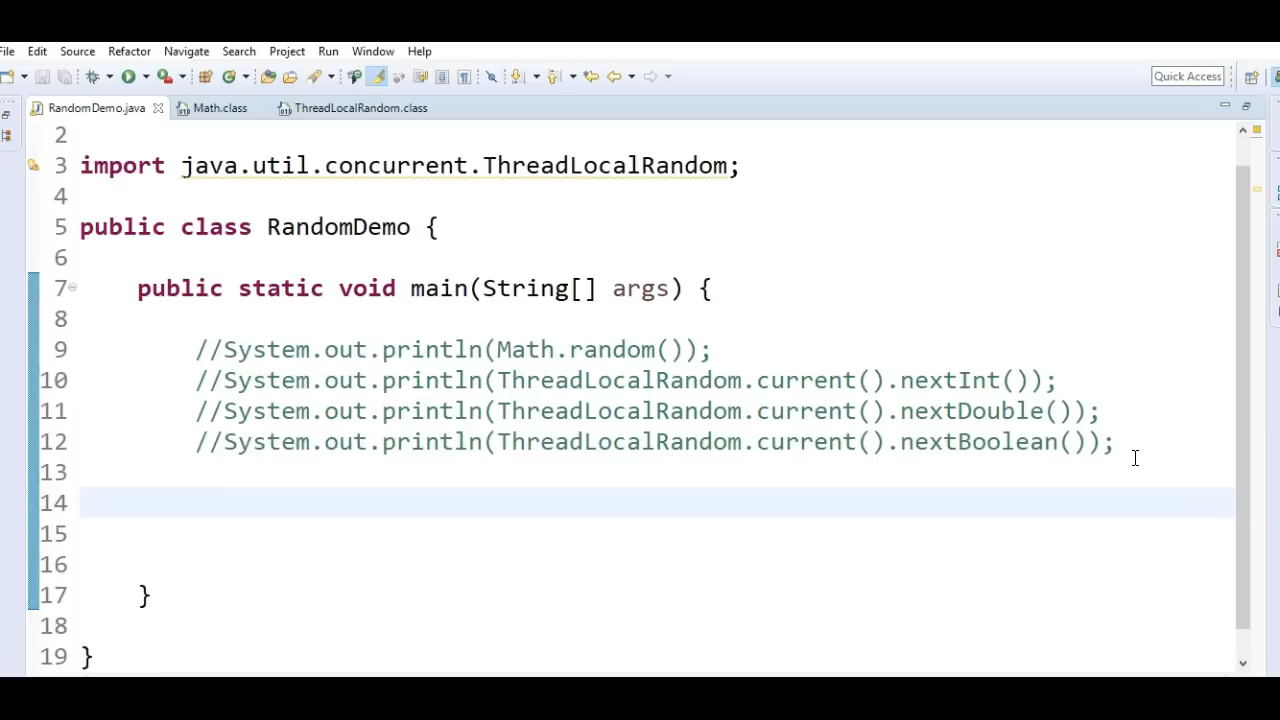 File Edit Source Refactor Navigate Search Project Run Window Help
Quick Access
RandomDemo.java Math.class ThreadLocalRandom.class
2
3 import java.util.concurrent.ThreadLocalRandom;
4
5 public class RandomDemo {
6
7 public static void main(String[] args) {
8
9 //System.out.println(Math.random());
10 //System.out.println(ThreadLocalRandom.current().nextInt());
11 //System.out.println(ThreadLocalRandom.current().nextDouble());
12 //System.out.println(ThreadLocalRandom.current().nextBoolean());
13
14
15
16
17 }
18
19 }